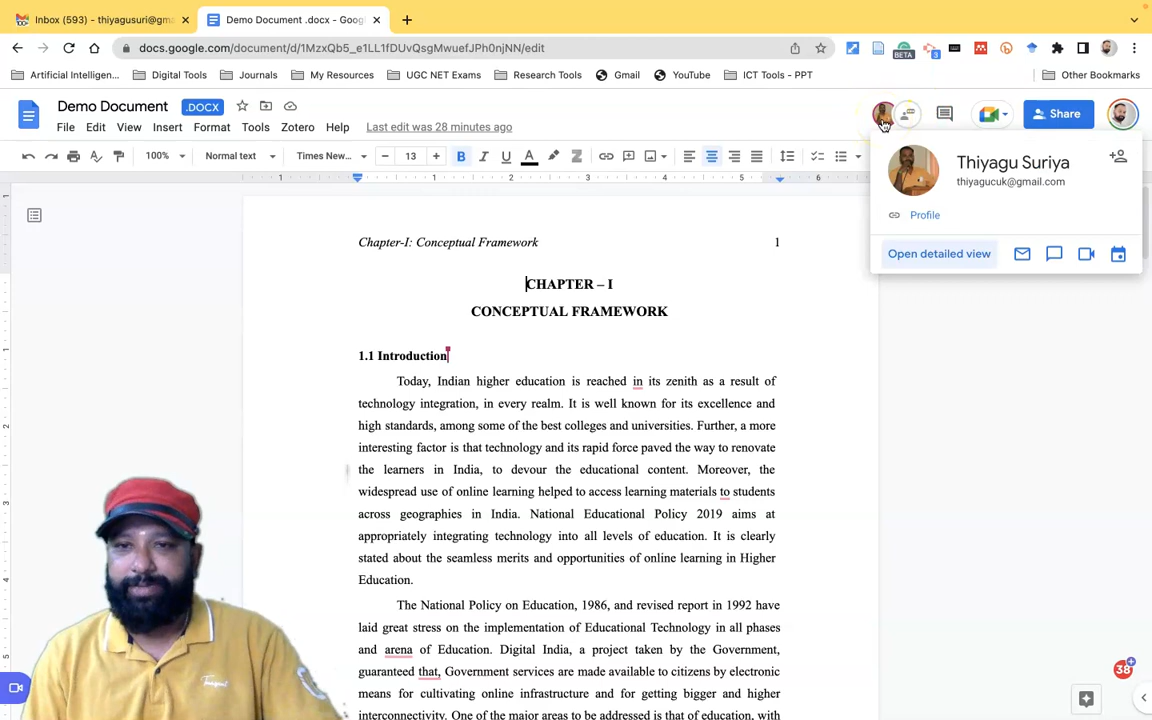 Inbox (593) - thiyagusuri@gm
Demo Document .docx - Goog
docs.google.com/document/d/1MzxQb5_e1LL1fDUvQsgMwuefJPh0njNN/edit
BETA
3
Artificial Intelligen...
Digital Tools
Journals
My Resources
UGC NET Exams
Research Tools
Gmail
YouTube
ICT Tools - PPT
Other Bookmarks
Demo Document
.DOCX
File Edit View Insert Format Tools Zotero Help
Last edit was 28 minutes ago
Share
100%
Normal text
Times New...
13
B I U A
1 1 2 3 4 5 6
Thiyagu Suriya
thiyagucuk@gmail.com
Profile
Open detailed view
Chapter-I: Conceptual Framework 1
CHAPTER – I
CONCEPTUAL FRAMEWORK
1.1 Introduction
Today, Indian higher education is reached in its zenith as a result of
technology integration, in every realm. It is well known for its excellence and
high standards, among some of the best colleges and universities. Further, a more
interesting factor is that technology and its rapid force paved the way to renovate
the learners in India, to devour the educational content. Moreover, the
widespread use of online learning helped to access learning materials to students
across geographies in India. National Educational Policy 2019 aims at
appropriately integrating technology into all levels of education. It is clearly
stated about the seamless merits and opportunities of online learning in Higher
Education.
The National Policy on Education, 1986, and revised report in 1992 have
laid great stress on the implementation of Educational Technology in all phases
and arena of Education. Digital India, a project taken by the Government,
guaranteed that, Government services are made available to citizens by electronic
means for cultivating online infrastructure and for getting bigger and higher
interconnectivity. One of the major areas to be addressed is that of education, with
38